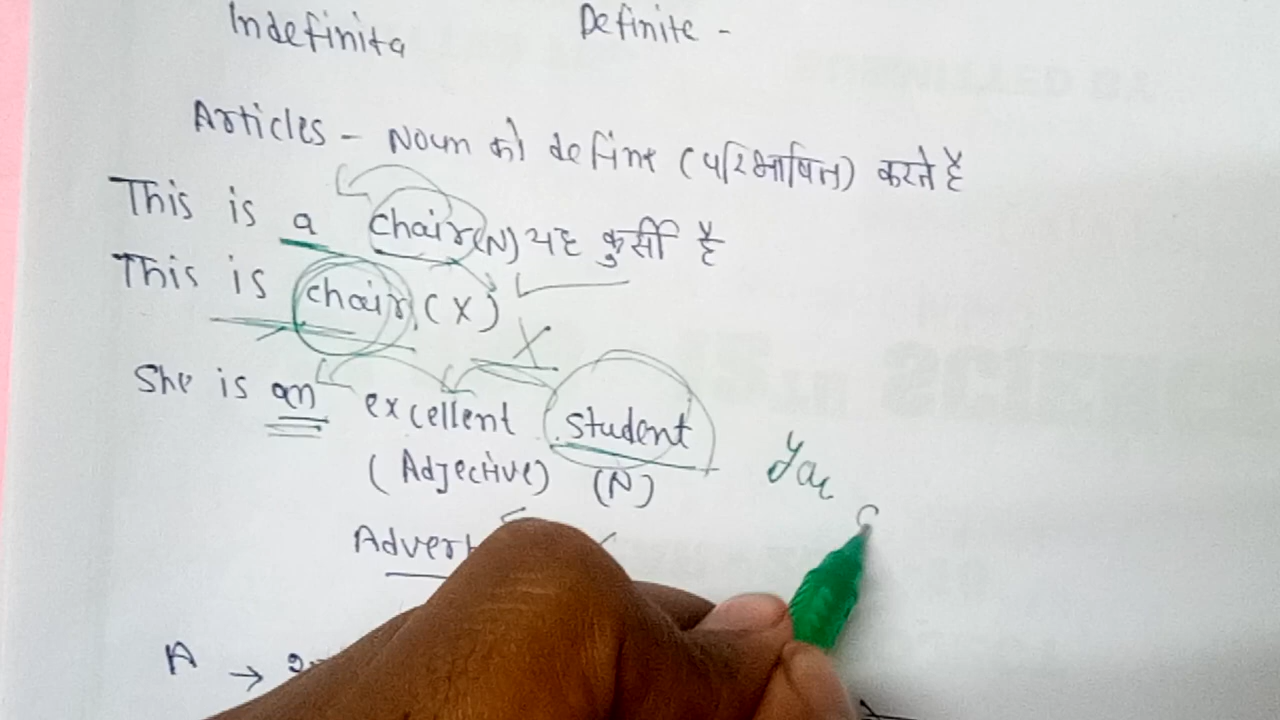 Indefinita Definite -
Articles - Noun को define (परिभाषित) करते है
This is a chair (N) यह कुर्सी है
This is chair (X)
X
She is an excellent student
(Adjective) (N)
You
A →